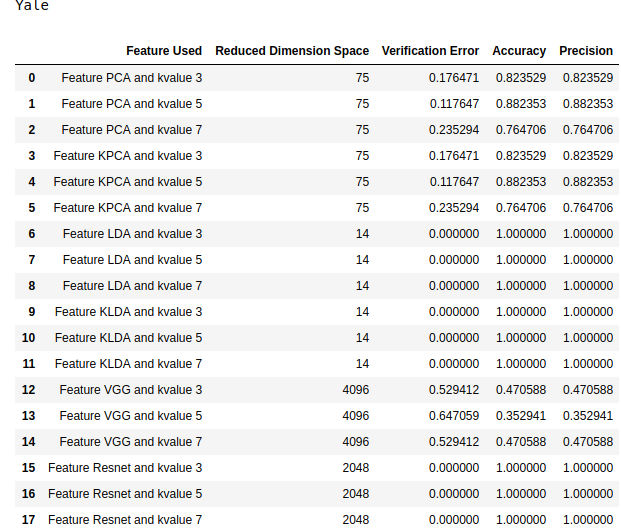 Yale
Feature Used Reduced Dimension Space Verification Error Accuracy Precision
0 Feature PCA and kvalue 3 75 0.176471 0.823529 0.823529
1 Feature PCA and kvalue 5 75 0.117647 0.882353 0.882353
2 Feature PCA and kvalue 7 75 0.235294 0.764706 0.764706
3 Feature KPCA and kvalue 3 75 0.176471 0.823529 0.823529
4 Feature KPCA and kvalue 5 75 0.117647 0.882353 0.882353
5 Feature KPCA and kvalue 7 75 0.235294 0.764706 0.764706
6 Feature LDA and kvalue 3 14 0.000000 1.000000 1.000000
7 Feature LDA and kvalue 5 14 0.000000 1.000000 1.000000
8 Feature LDA and kvalue 7 14 0.000000 1.000000 1.000000
9 Feature KLDA and kvalue 3 14 0.000000 1.000000 1.000000
10 Feature KLDA and kvalue 5 14 0.000000 1.000000 1.000000
11 Feature KLDA and kvalue 7 14 0.000000 1.000000 1.000000
12 Feature VGG and kvalue 3 4096 0.529412 0.470588 0.470588
13 Feature VGG and kvalue 5 4096 0.647059 0.352941 0.352941
14 Feature VGG and kvalue 7 4096 0.529412 0.470588 0.470588
15 Feature Resnet and kvalue 3 2048 0.000000 1.000000 1.000000
16 Feature Resnet and kvalue 5 2048 0.000000 1.000000 1.000000
17 Feature Resnet and kvalue 7 2048 0.000000 1.000000 1.000000